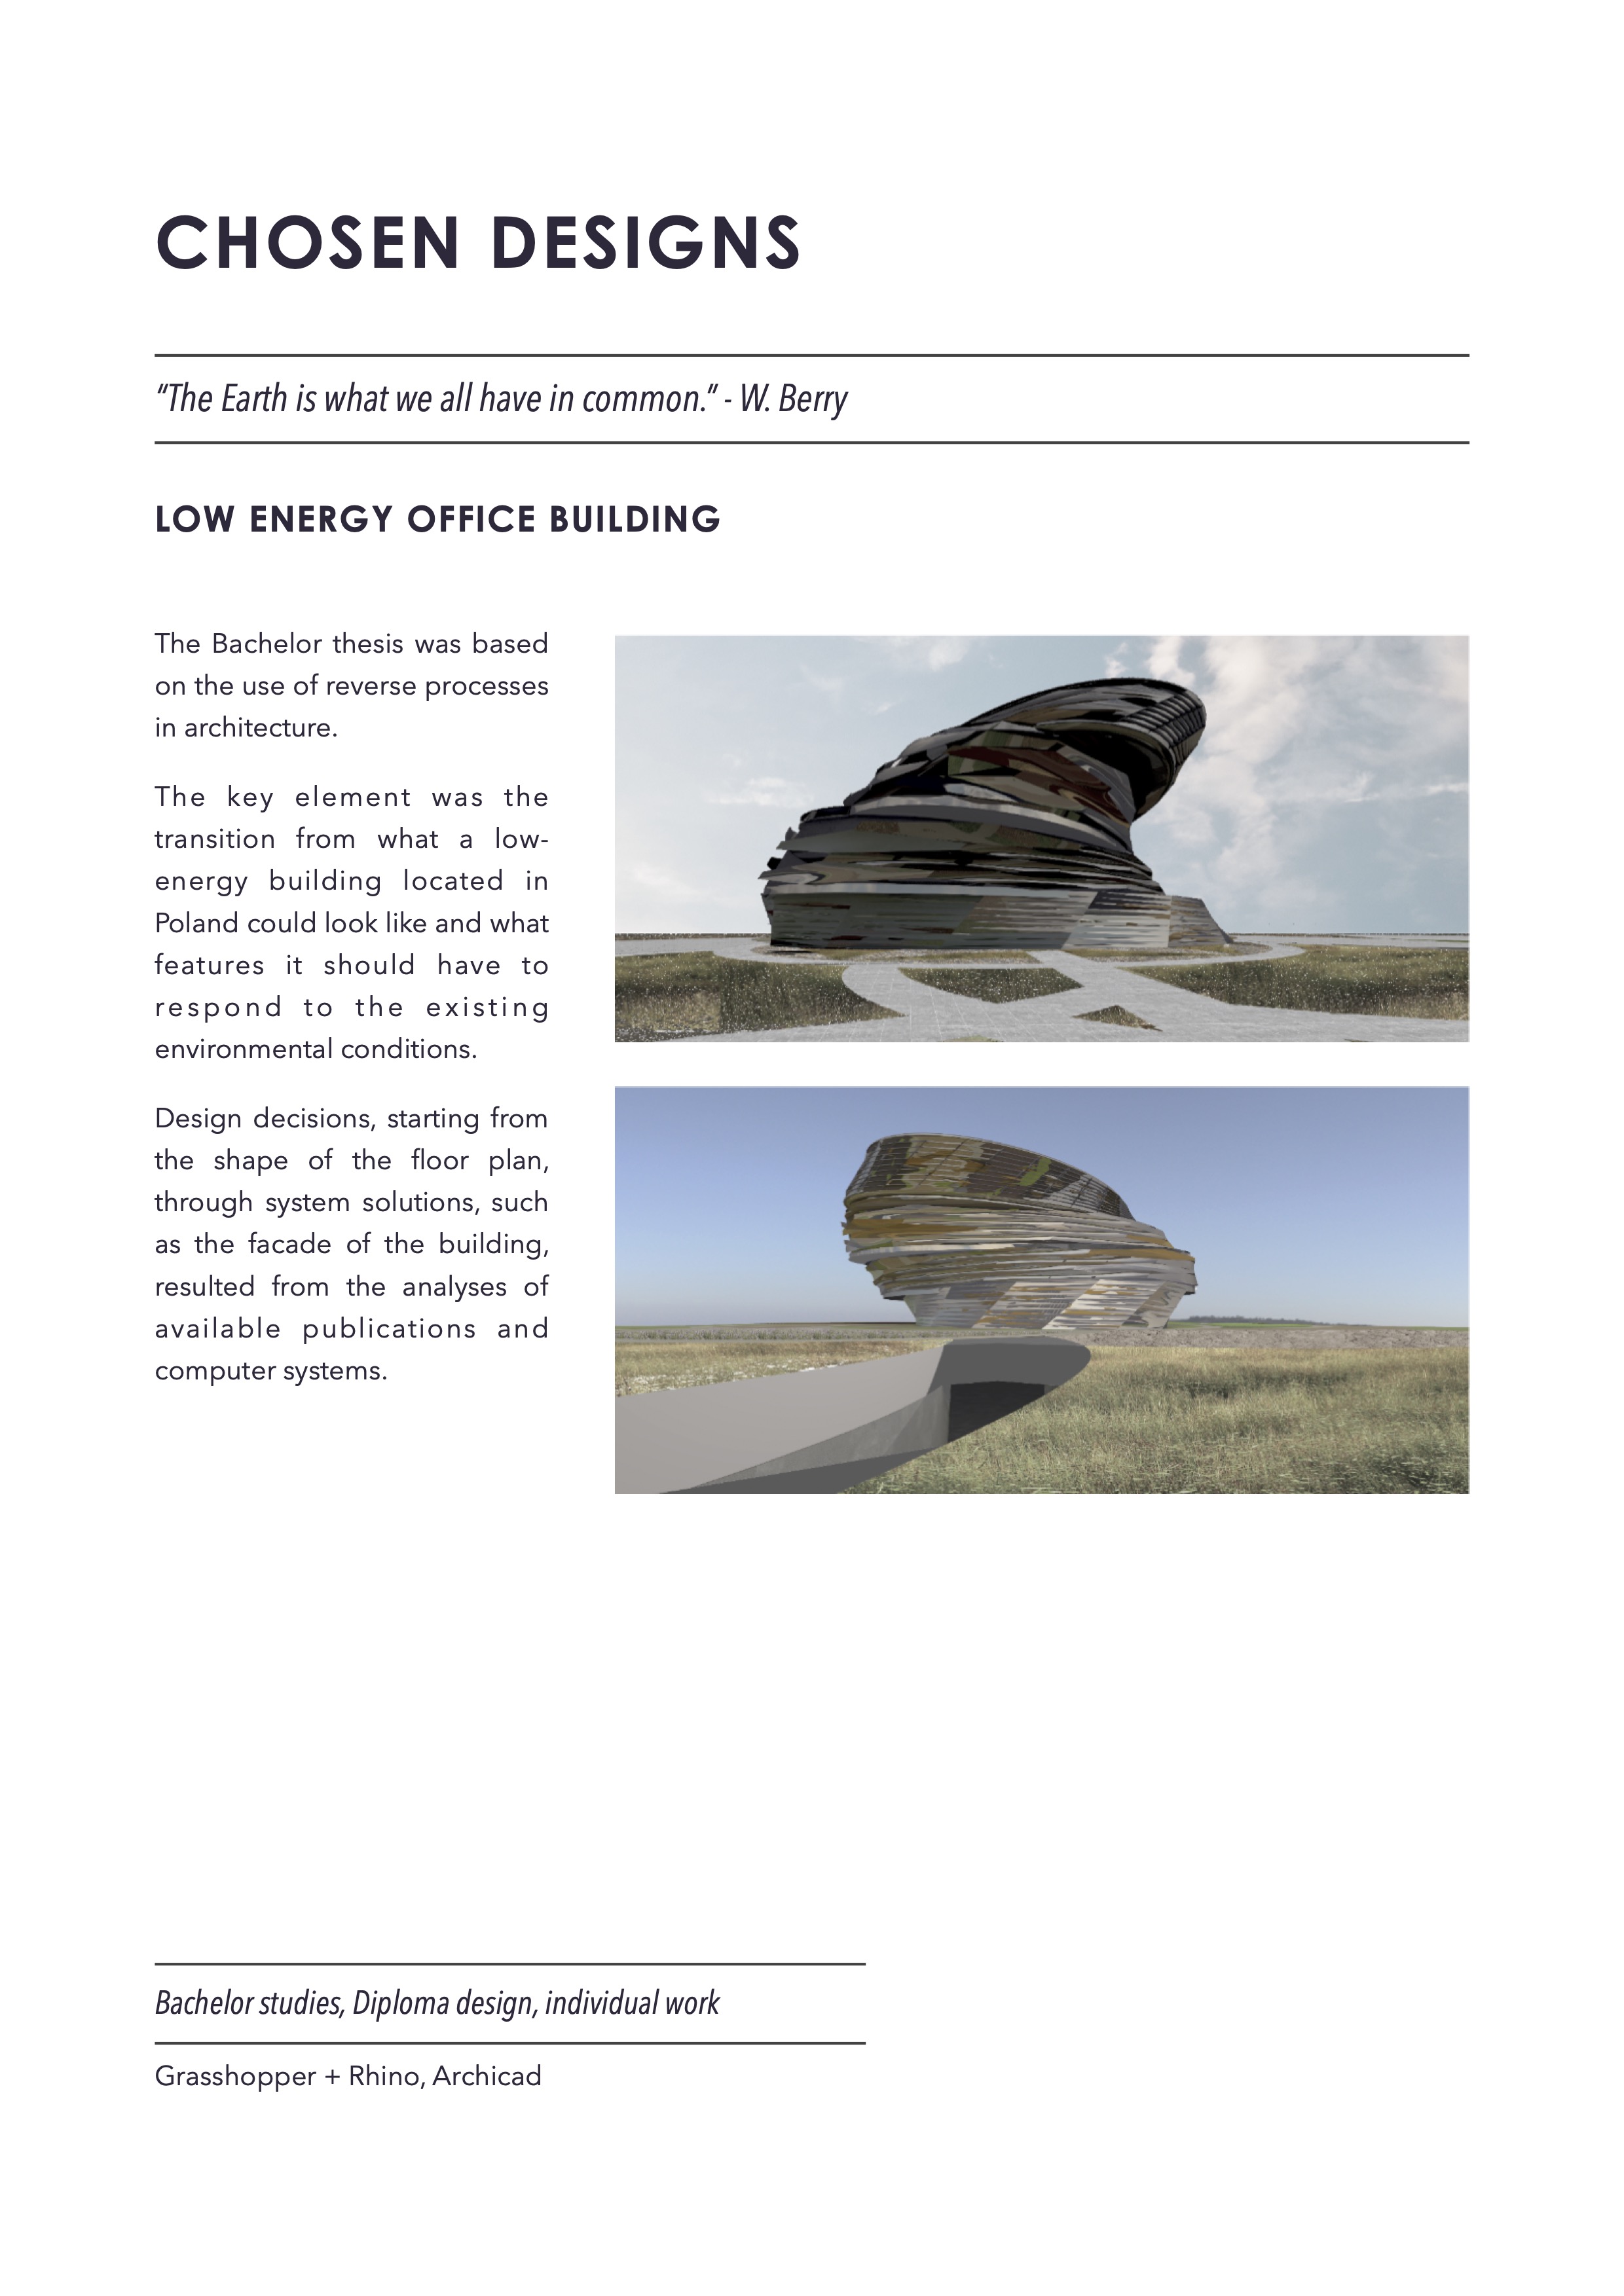 CHOSEN DESIGNS
“The Earth is what we all have in common.” - W. Berry
LOW ENERGY OFFICE BUILDING
The Bachelor thesis was based
on the use of reverse processes
in architecture.
The key element was the
transition from what a low-
energy building located in
Poland could look like and what
features it should have to
respond to the existing
environmental conditions.
Design decisions, starting from
the shape of the floor plan,
through system solutions, such
as the facade of the building,
resulted from the analyses of
available publications and
computer systems.
Bachelor studies, Diploma design, individual work
Grasshopper + Rhino, Archicad